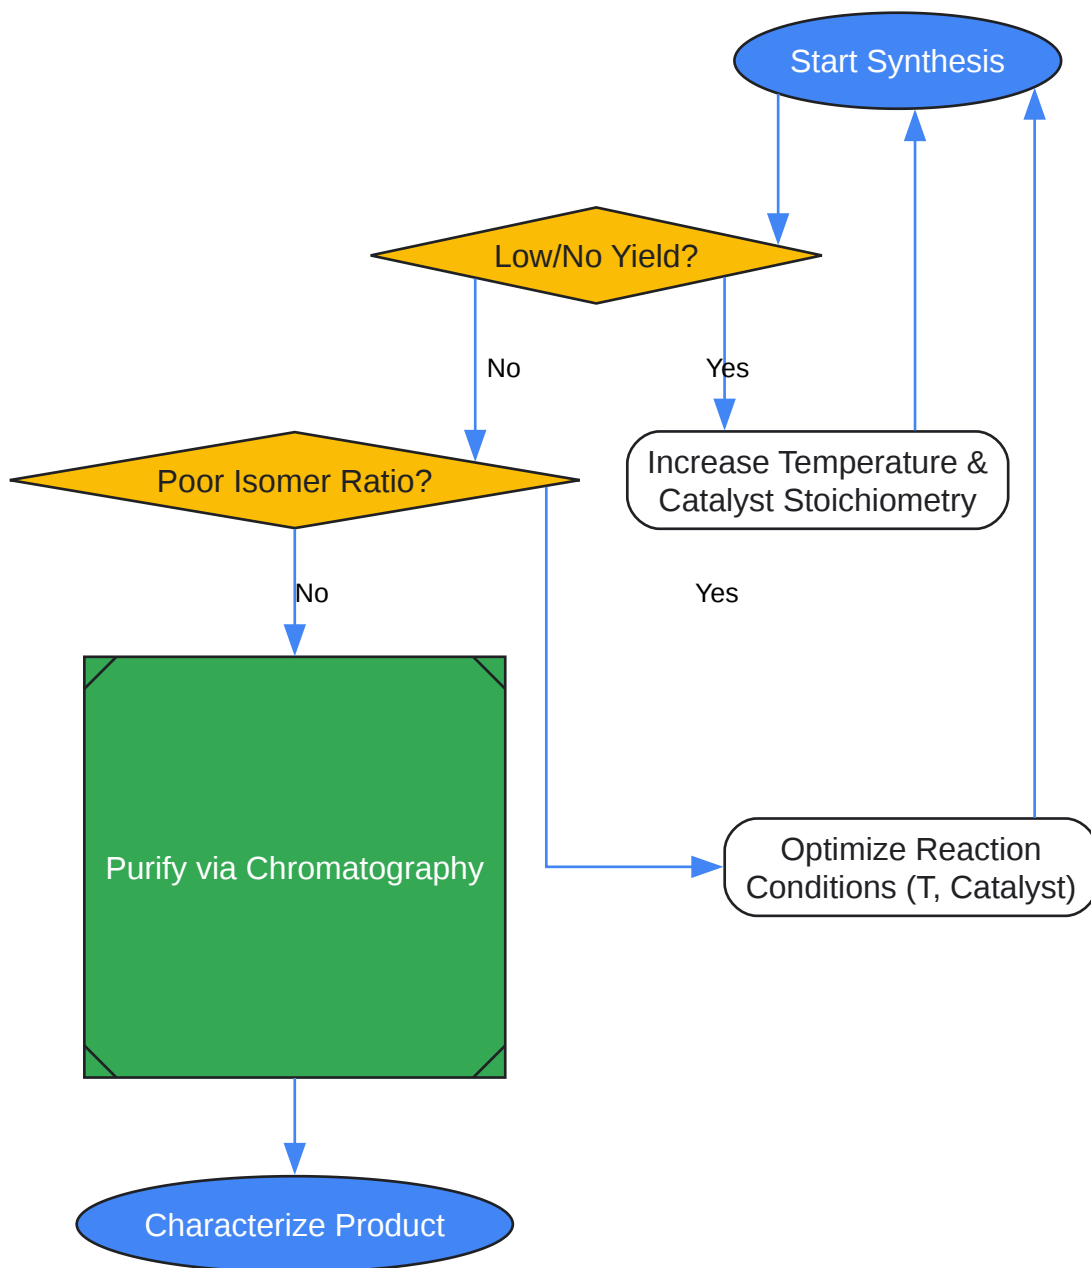 Start Synthesis
Low/No Yield?
No
Yes
Poor Isomer Ratio?
Increase Temperature &
Catalyst Stoichiometry
No
Yes
Purify via Chromatography
Optimize Reaction
Conditions (T, Catalyst)
Characterize Product